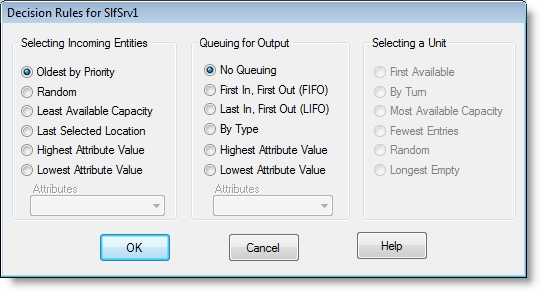 Decision Rules for SlfSrv1
Selecting Incoming Entities
Oldest by Priority
Random
Least Available Capacity
Last Selected Location
Highest Attribute Value
Lowest Attribute Value
Attributes
Queuing for Output
No Queuing
First In, First Out (FIFO)
Last In, First Out (LIFO)
By Type
Highest Attribute Value
Lowest Attribute Value
Attributes
Selecting a Unit
First Available
By Turn
Most Available Capacity
Fewest Entries
Random
Longest Empty
OK
Cancel
Help